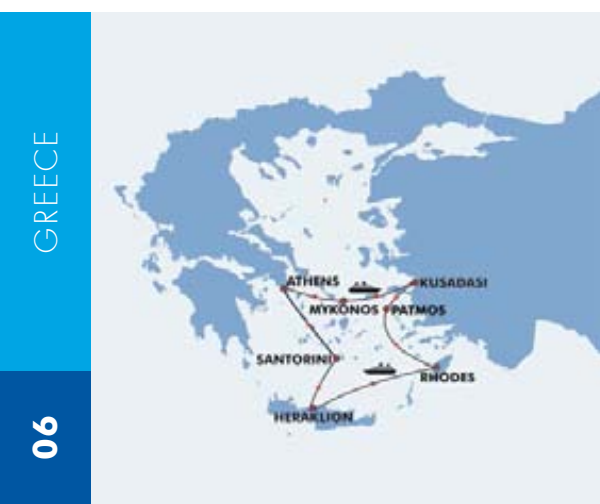 GREECE
06
ATHENS
KUSADASI
MYKONOS
PATMOS
SANTORINI
RHODES
HERAKLION